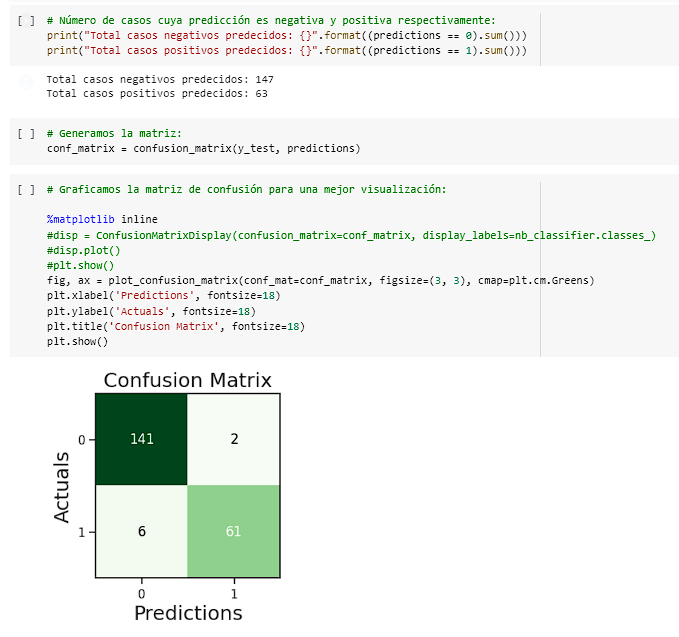 [ ] # Número de casos cuya predicción es negativa y positiva respectivamente:
print("Total casos negativos predecidos: {}".format((predictions == 0).sum()))
print("Total casos positivos predecidos: {}".format((predictions == 1).sum()))
Total casos negativos predecidos: 147
Total casos positivos predecidos: 63
[ ] # Generamos la matriz:
conf_matrix = confusion_matrix(y_test, predictions)
[ ] # Graficamos la matriz de confusión para una mejor visualización:
%matplotlib inline
#disp = ConfusionMatrixDisplay(confusion_matrix=conf_matrix, display_labels=nb_classifier.classes_)
#disp.plot()
#plt.show()
fig, ax = plot_confusion_matrix(conf_mat=conf_matrix, figsize=(3, 3), cmap=plt.cm.Greens)
plt.xlabel('Predictions', fontsize=18)
plt.ylabel('Actuals', fontsize=18)
plt.title('Confusion Matrix', fontsize=18)
plt.show()
Confusion Matrix
Actuals
0 141 2
1 6 61
0 1
Predictions